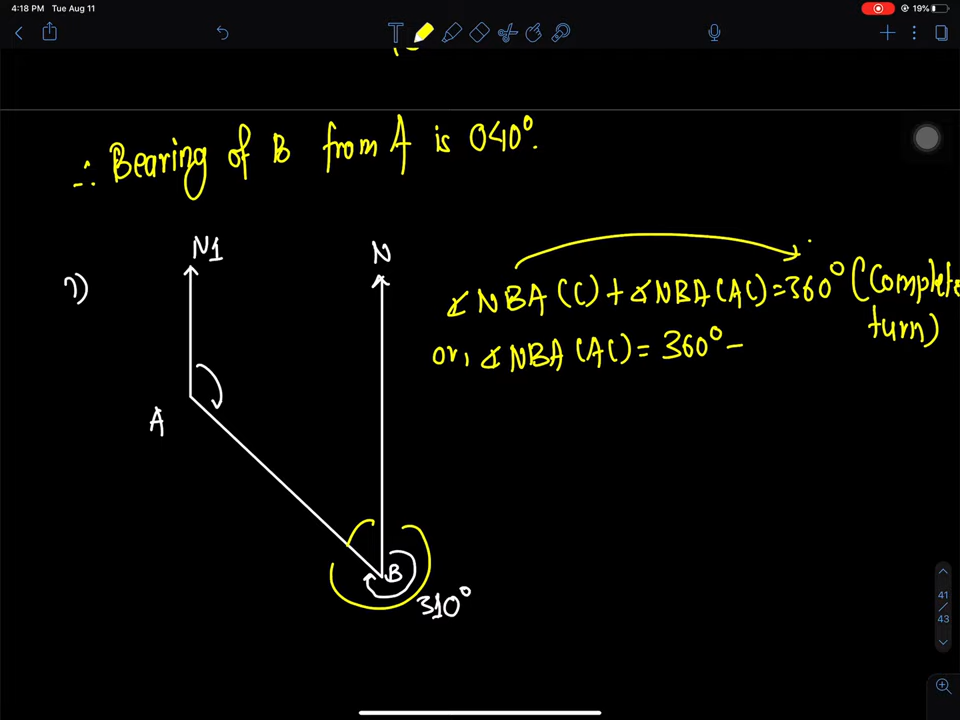 4:18 PM Tue Aug 11
19%
T
∴ Bearing of B from A is 040°.
N1
N
7)
∡NBA (C) + ∡NBA (AC) = 360° (Complete
turn)
or, ∡NBA (AC) = 360° –
A
B
310°
41
/
43